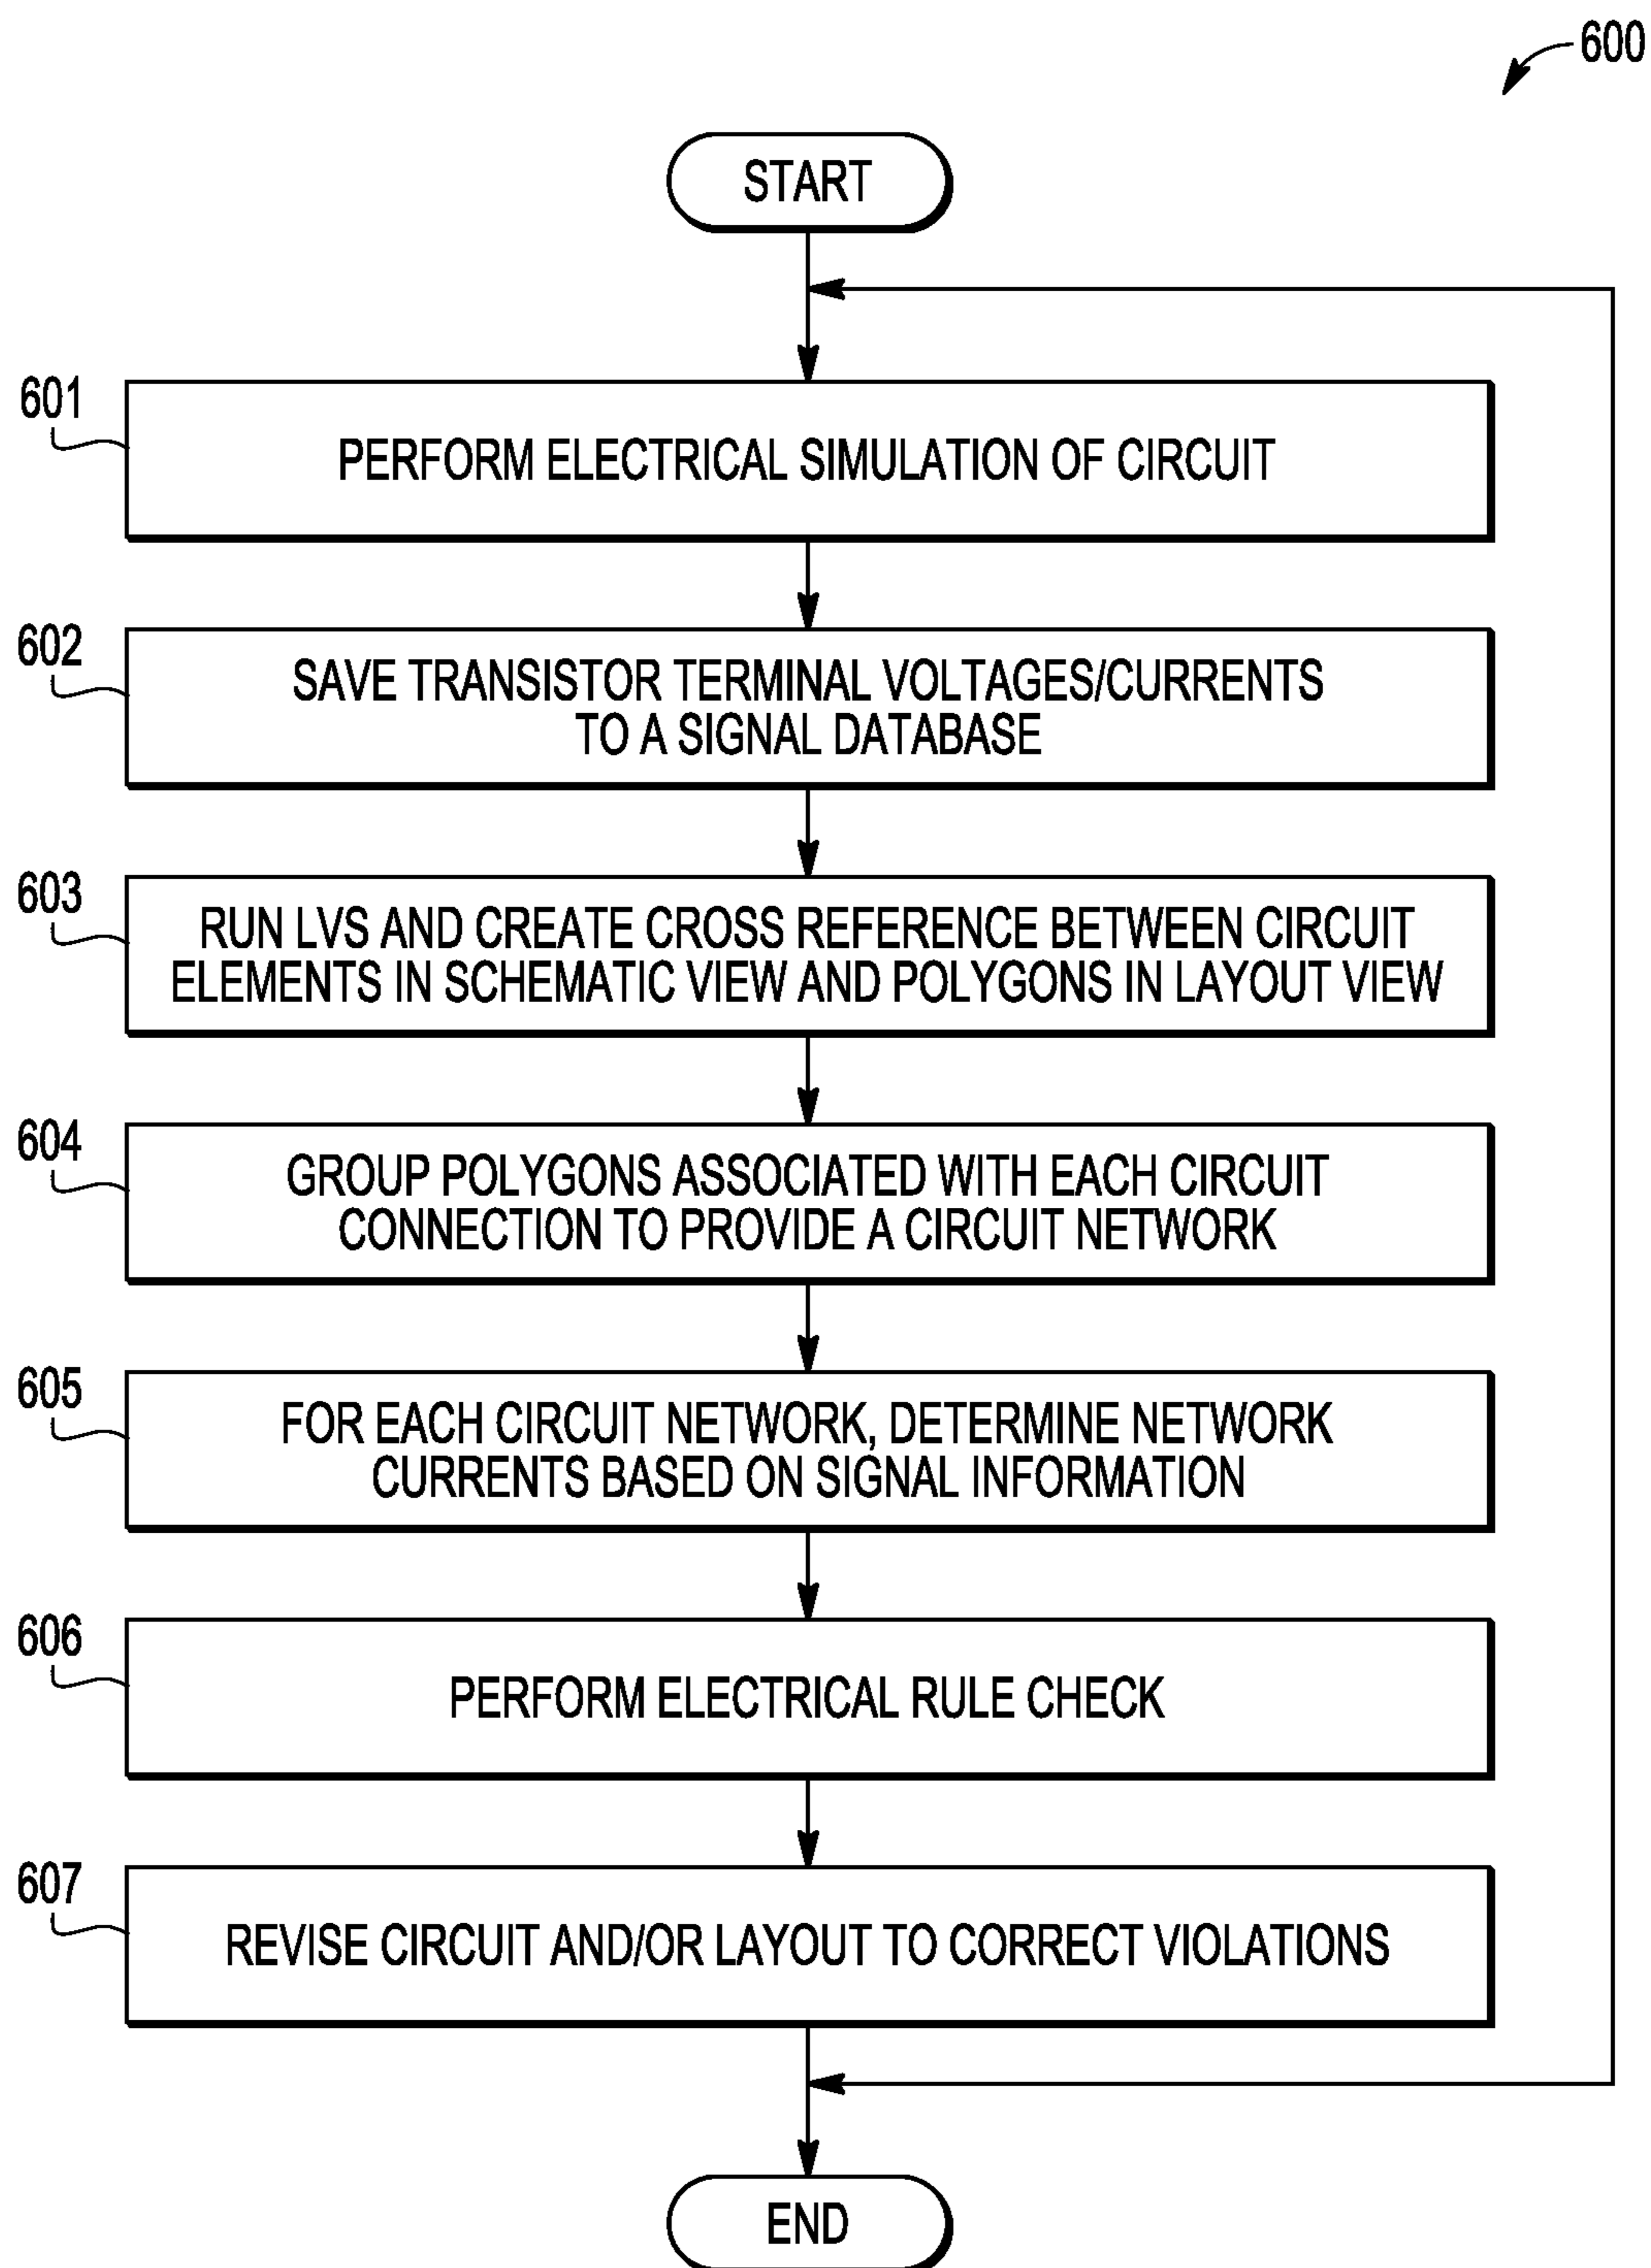 600
START
601
PERFORM ELECTRICAL SIMULATION OF CIRCUIT
602
SAVE TRANSISTOR TERMINAL VOLTAGES/CURRENTS
TO A SIGNAL DATABASE
603
RUN LVS AND CREATE CROSS REFERENCE BETWEEN CIRCUIT
ELEMENTS IN SCHEMATIC VIEW AND POLYGONS IN LAYOUT VIEW
604
GROUP POLYGONS ASSOCIATED WITH EACH CIRCUIT
CONNECTION TO PROVIDE A CIRCUIT NETWORK
605
FOR EACH CIRCUIT NETWORK, DETERMINE NETWORK
CURRENTS BASED ON SIGNAL INFORMATION
606
PERFORM ELECTRICAL RULE CHECK
607
REVISE CIRCUIT AND/OR LAYOUT TO CORRECT VIOLATIONS
END